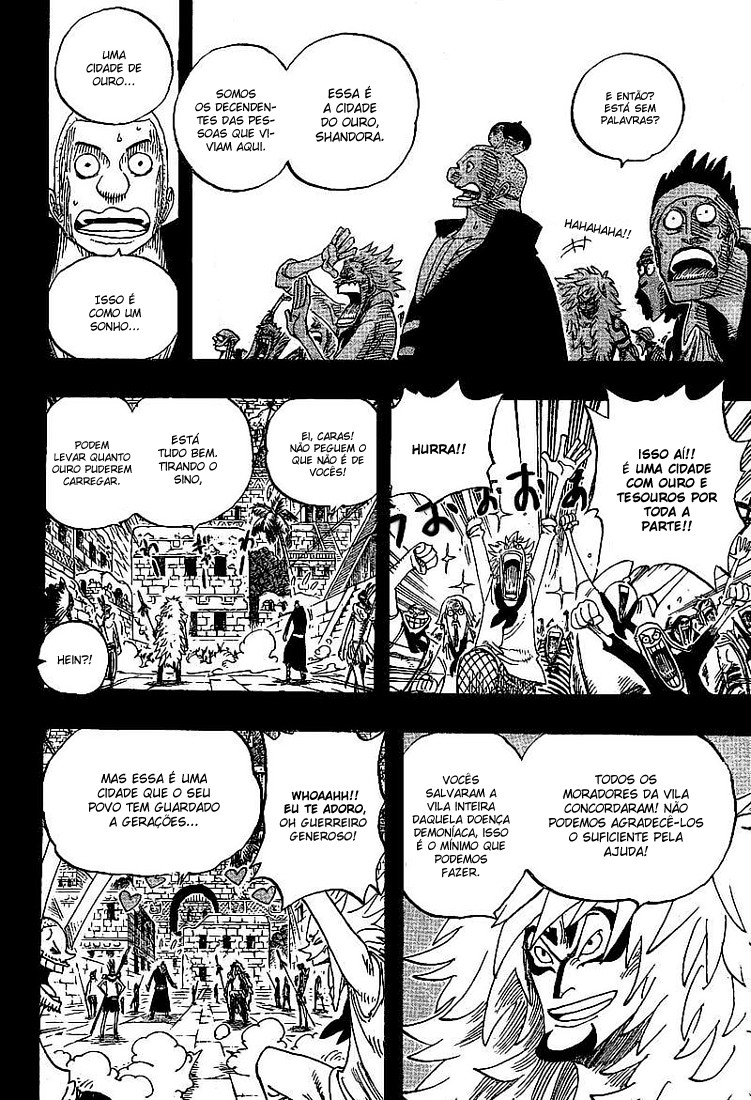 E ENTÃO?
ESTÁ SEM
PALAVRAS?
HAHAHAHA!!
ESSA É
A CIDADE
DO OURO,
SHANDORA.
SOMOS
OS DECENDEN-
TES DAS PES-
SOAS QUE VI-
VIAM AQUI.
UMA
CIDADE DE
OURO...
ISSO É
COMO UM
SONHO...
ISSO AÍ!!
É UMA CIDADE
COM OURO E
TESOUROS POR
TODA A
PARTE!!
HURRA!!
EI, CARAS!
NÃO PEGUEM O
QUE NÃO É DE
VOCÊS!
ESTÁ
TUDO BEM.
TIRANDO O
SINO,
PODEM
LEVAR QUANTO
OURO PUDEREM
CARREGAR.
HEIN?!
TODOS OS
MORADORES DA VILA
CONCORDARAM! NÃO
PODEMOS AGRADECÊ-LOS
O SUFICIENTE PELA
AJUDA!
VOCÊS
SALVARAM A
VILA INTEIRA
DAQUELA DOENÇA
DEMONÍACA, ISSO
É O MÍNIMO QUE
PODEMOS
FAZER.
WHOAAHH!!
EU TE ADORO,
OH GUERREIRO
GENEROSO!
MAS ESSA É UMA
CIDADE QUE O SEU
POVO TEM GUARDADO
A GERAÇÕES...